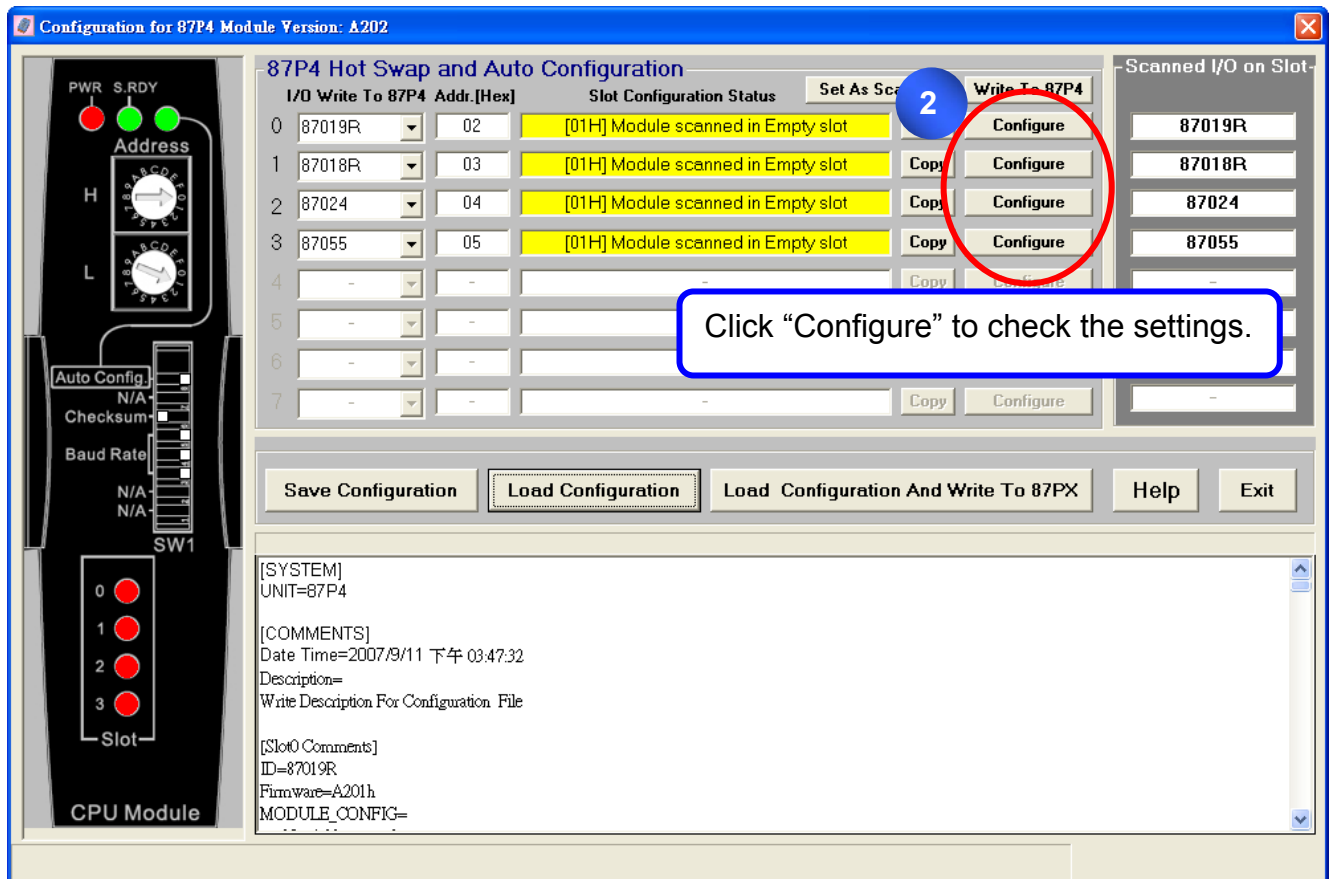 Configuration for 87P4 Module Version: A202
PWR S.RDY
Address
H
L
Auto Config.
N/A
Checksum
Baud Rate
N/A
N/A
SW1
0
1
2
3
Slot
CPU Module
87P4 Hot Swap and Auto Configuration
I/O Write To 87P4 Addr.[Hex] Slot Configuration Status Set As Sca Write To 87P4
2
0 87019R 02 [01H] Module scanned in Empty slot Configure
1 87018R 03 [01H] Module scanned in Empty slot Copy Configure
2 87024 04 [01H] Module scanned in Empty slot Copy Configure
3 87055 05 [01H] Module scanned in Empty slot Copy Configure
4 - - - Copy Configure
5 - -
6 - -
7 - - - Copy Configure
Click “Configure” to check the settings.
Scanned I/O on Slot
87019R
87018R
87024
87055
-
-
Save Configuration Load Configuration Load Configuration And Write To 87PX Help Exit
[SYSTEM]
UNIT=87P4
[COMMENTS]
Date Time=2007/9/11 下午 03:47:32
Description=
Write Description For Configuration File
[Slot0 Comments]
ID=87019R
Firmware=A201h
MODULE_CONFIG=